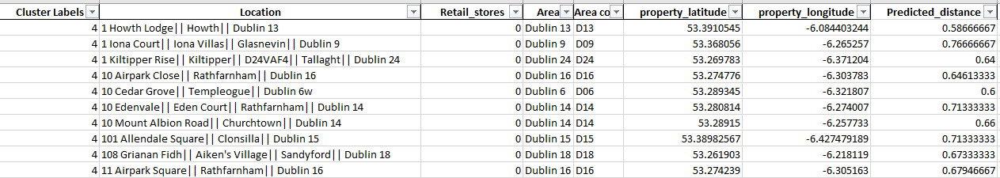 Cluster Labels Location Retail_stores Area Area co property_latitude property_longitude Predicted_distance
4 1 Howth Lodge|| Howth|| Dublin 13 0 Dublin 13 D13 53.3910545 -6.084403244 0.58666667
4 1 Iona Court|| Iona Villas|| Glasnevin|| Dublin 9 0 Dublin 9 D09 53.368056 -6.265257 0.76666667
4 1 Kiltipper Rise|| Kiltipper|| D24VAF4|| Tallaght|| Dublin 24 0 Dublin 24 D24 53.269783 -6.371204 0.64
4 10 Airpark Close|| Rathfarnham|| Dublin 16 0 Dublin 16 D16 53.274776 -6.303783 0.64613333
4 10 Cedar Grove|| Templeogue|| Dublin 6w 0 Dublin 6 D06 53.289345 -6.321807 0.6
4 10 Edenvale|| Eden Court|| Rathfarnham|| Dublin 14 0 Dublin 14 D14 53.280814 -6.274007 0.71333333
4 10 Mount Albion Road|| Churchtown|| Dublin 14 0 Dublin 14 D14 53.28915 -6.257733 0.66
4 101 Allendale Square|| Clonsilla|| Dublin 15 0 Dublin 15 D15 53.38982567 -6.427479189 0.71333333
4 108 Grianan Fidh|| Aiken's Village|| Sandyford|| Dublin 18 0 Dublin 18 D18 53.261903 -6.218119 0.67333333
4 11 Airpark Square|| Rathfarnham|| Dublin 16 0 Dublin 16 D16 53.274239 -6.305163 0.67946667